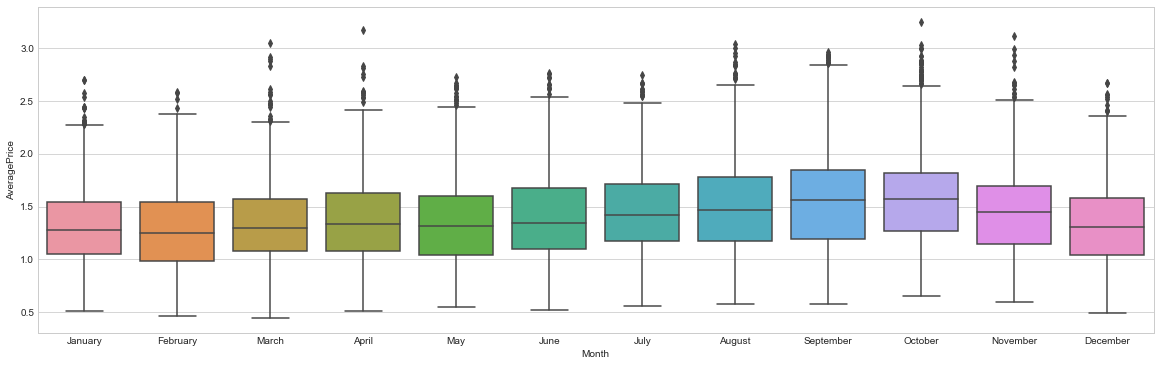 3.0
2.5
2.0
1.5
1.0
0.5
AveragePrice
January February March April May June July August September October November December
Month